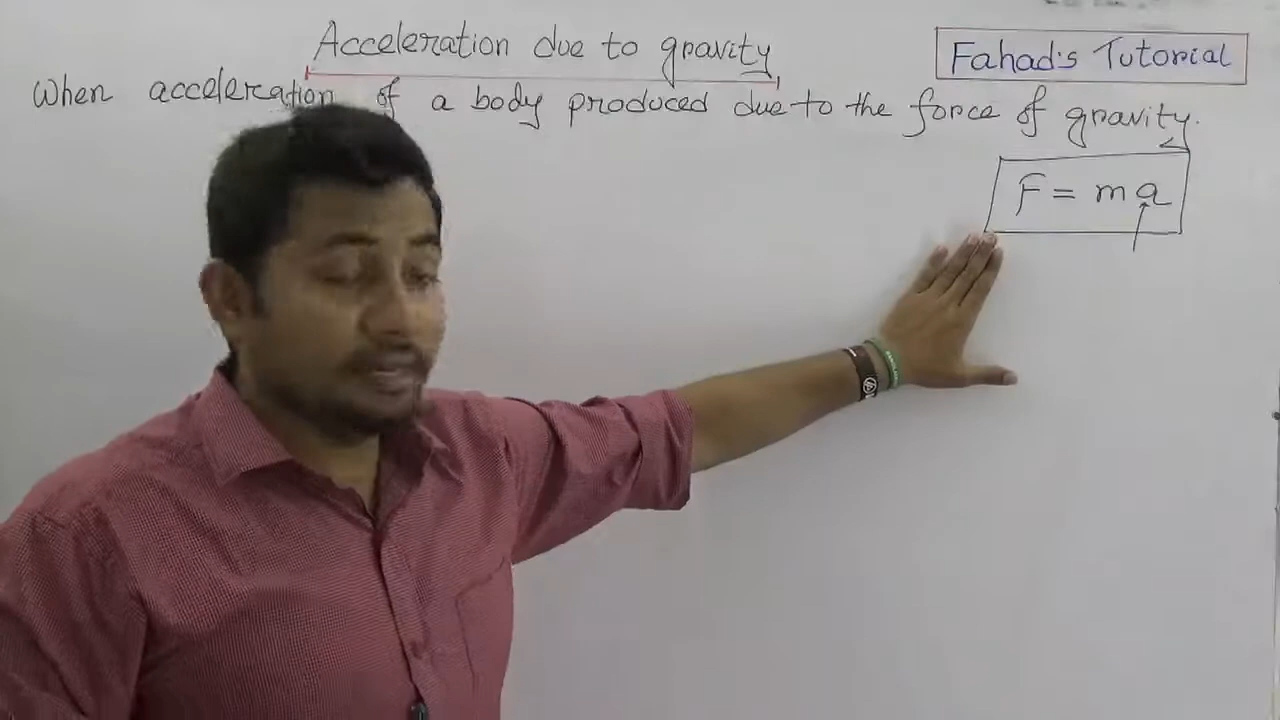 Acceleration due to gravity
Fahad's Tutorial
When acceleration of a body produced due to the force of gravity.
F = ma